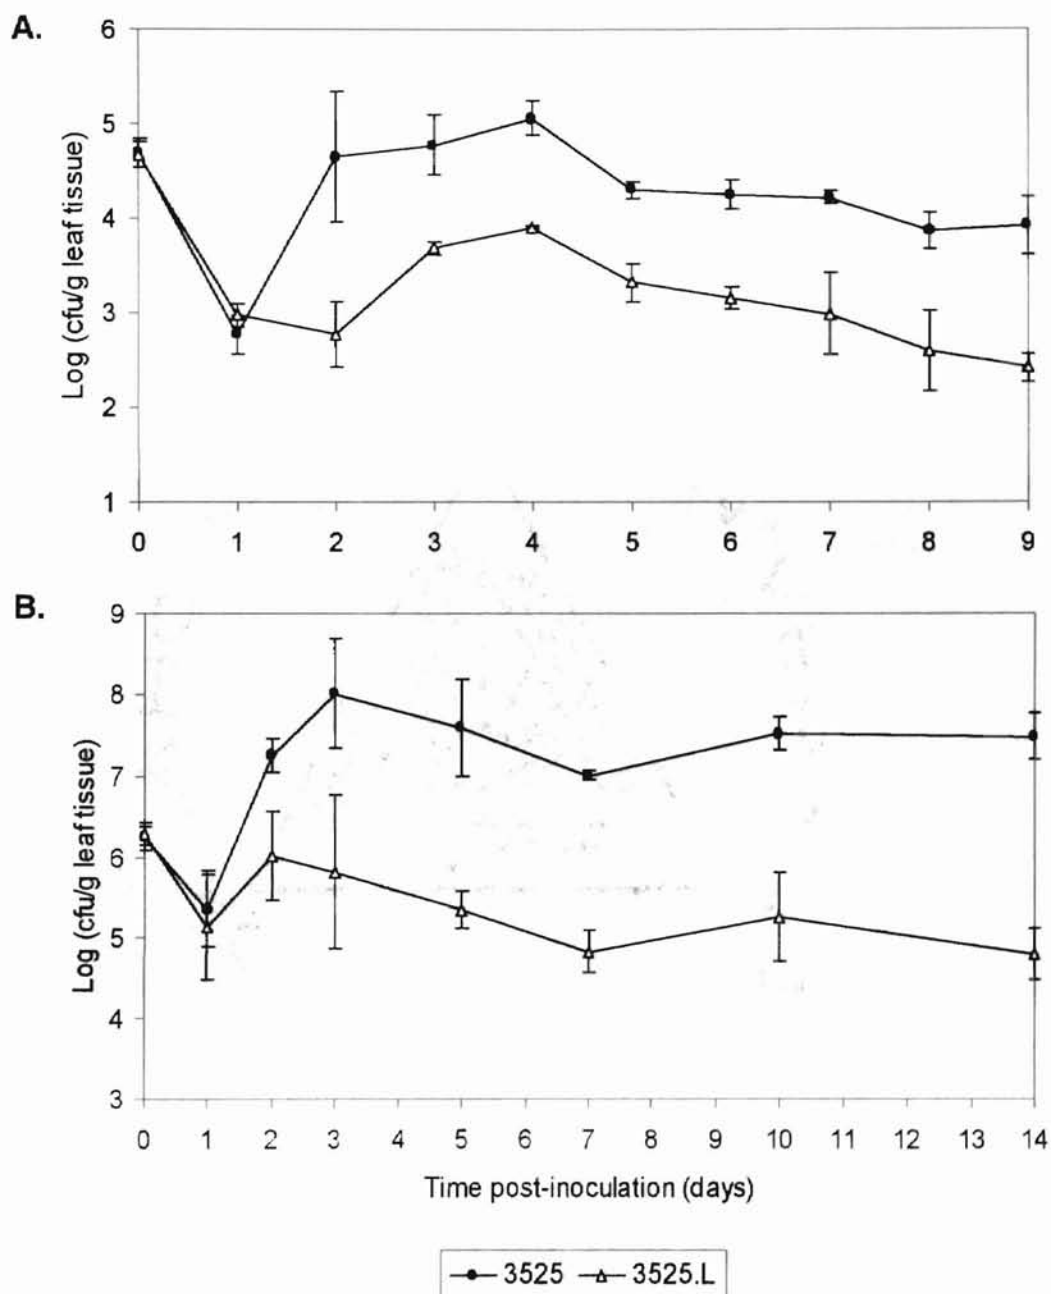 A.
Log (cfu/g leaf tissue)
6
5
4
3
2
1
0 1 2 3 4 5 6 7 8 9
B.
Log (cfu/g leaf tissue)
9
8
7
6
5
4
3
0 1 2 3 4 5 6 7 8 9 10 11 12 13 14
Time post-inoculation (days)
3525 3525.L